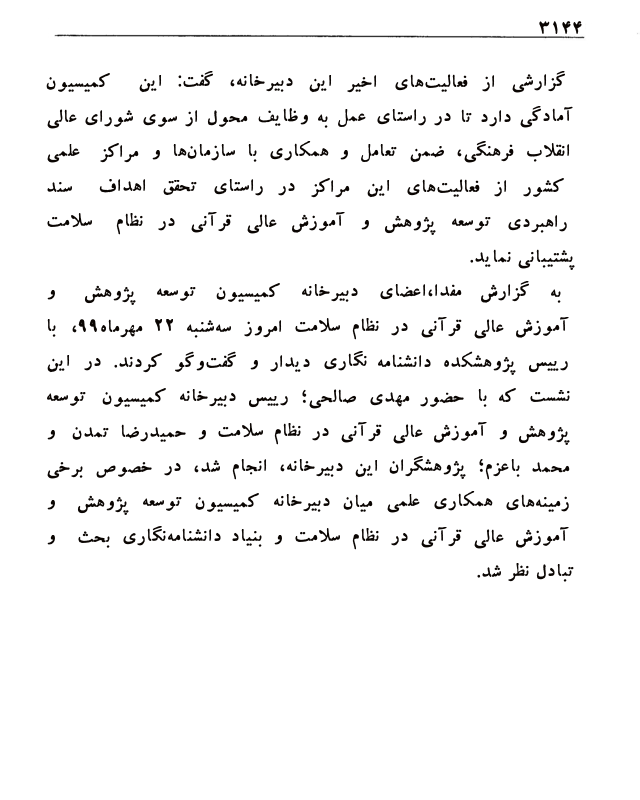 ۳۱۴۴
گزارشی از فعالیت‌های اخیر این دبیرخانه، گفت: این کمیسیون
آمادگی دارد تا در راستای عمل به وظایف محول از سوی شورای عالی
انقلاب فرهنگی، ضمن تعامل و همکاری با سازمان‌ها و مراکز علمی
کشور از فعالیت‌های این مراکز در راستای تحقق اهداف سند
راهبردی توسعه پژوهش و آموزش عالی قرآنی در نظام سلامت
پشتیبانی نماید.
به گزارش مفدا،اعضای دبیرخانه کمیسیون توسعه پژوهش و
آموزش عالی قرآنی در نظام سلامت امروز سه‌شنبه ۲۲ مهرماه۹۹، با
رییس پژوهشکده دانشنامه نگاری دیدار و گفت‌وگو کردند. در این
نشست که با حضور مهدی صالحی؛ رییس دبیرخانه کمیسیون توسعه
پژوهش و آموزش عالی قرآنی در نظام سلامت و حمیدرضا تمدن و
محمد باعزم؛ پژوهشگران این دبیرخانه، انجام شد، در خصوص برخی
زمینه‌های همکاری علمی میان دبیرخانه کمیسیون توسعه پژوهش و
آموزش عالی قرآنی در نظام سلامت و بنیاد دانشنامه‌نگاری بحث و
تبادل نظر شد.